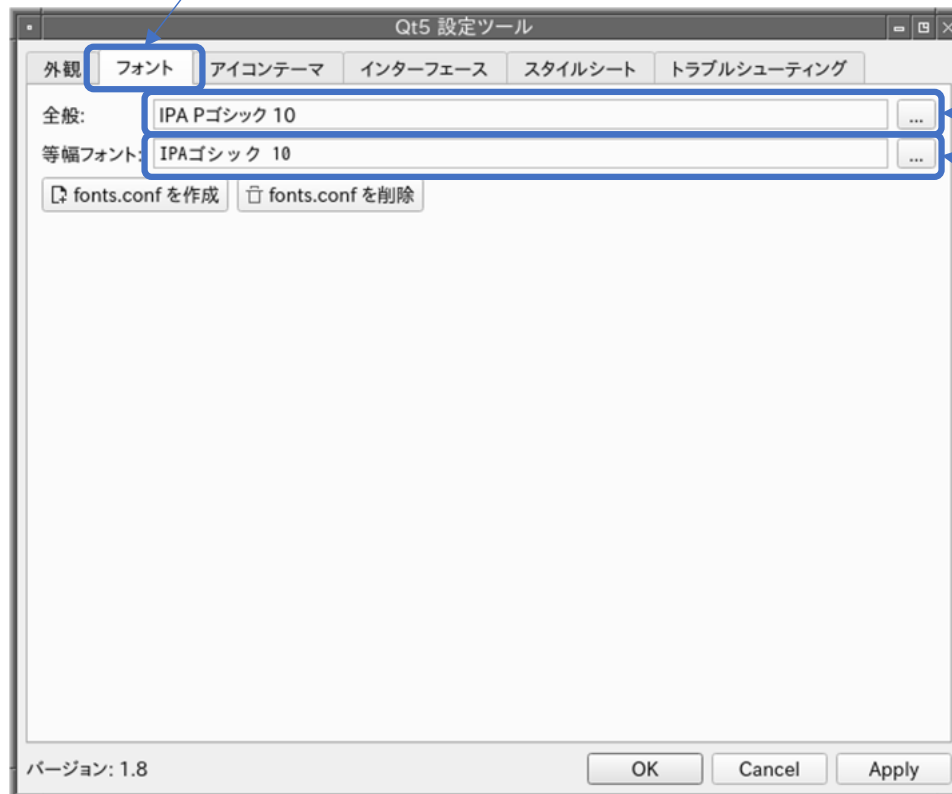 Qt5 設定ツール
外観 フォント アイコンテーマ インターフェース スタイルシート トラブルシューティング
全般: IPA Pゴシック 10 ...
等幅フォント: IPAゴシック 10 ...
fonts.conf を作成 fonts.conf を削除
バージョン: 1.8 OK Cancel Apply